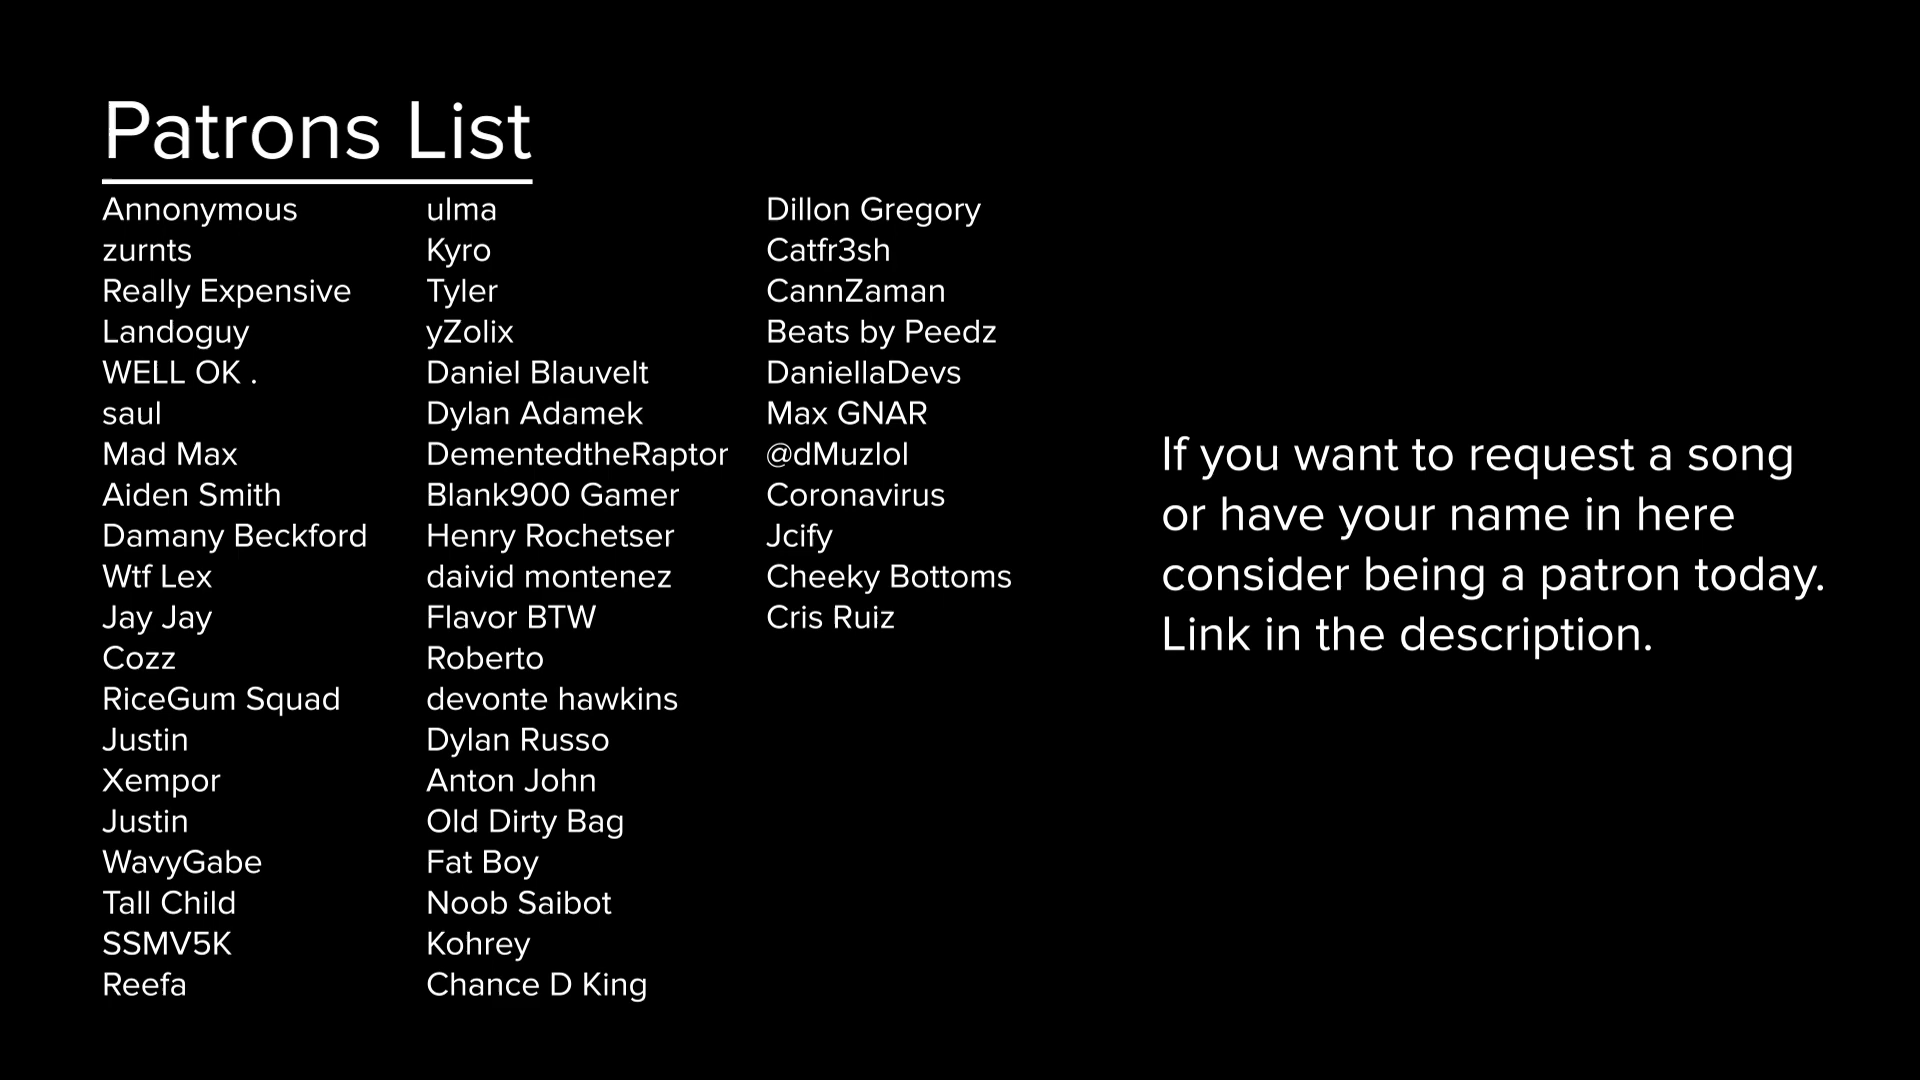 Patrons List
Annonymous
zurnts
Really Expensive
Landoguy
WELL OK .
saul
Mad Max
Aiden Smith
Damany Beckford
Wtf Lex
Jay Jay
Cozz
RiceGum Squad
Justin
Xempor
Justin
WavyGabe
Tall Child
SSMV5K
Reefa
ulma
Kyro
Tyler
yZolix
Daniel Blauvelt
Dylan Adamek
DementedtheRaptor
Blank900 Gamer
Henry Rochetser
daivid montenez
Flavor BTW
Roberto
devonte hawkins
Dylan Russo
Anton John
Old Dirty Bag
Fat Boy
Noob Saibot
Kohrey
Chance D King
Dillon Gregory
Catfr3sh
CannZaman
Beats by Peedz
DaniellaDevs
Max GNAR
@dMuzlol
Coronavirus
Jcify
Cheeky Bottoms
Cris Ruiz
If you want to request a song
or have your name in here
consider being a patron today.
Link in the description.